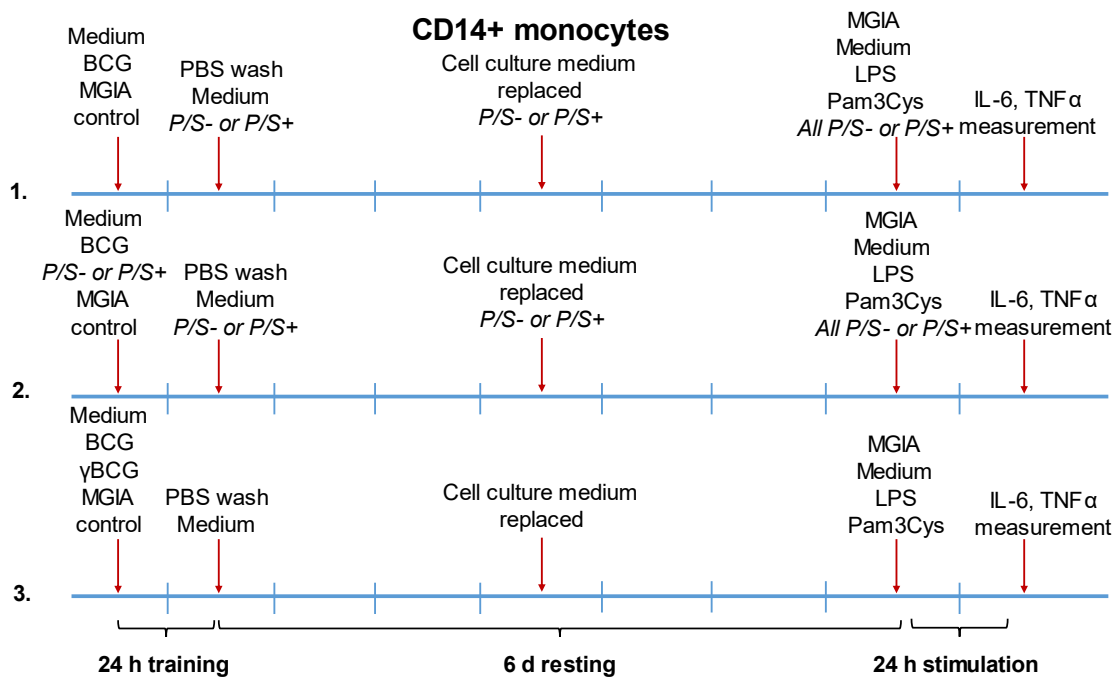 CD14+ monocytes
Medium
BCG
MGIA
control
PBS wash
Medium
P/S- or P/S+
Cell culture medium
replaced
P/S- or P/S+
MGIA
Medium
LPS
Pam3Cys
All P/S- or P/S+
IL-6, TNFα
measurement
1.
Medium
BCG
P/S- or P/S+
MGIA
control
PBS wash
Medium
P/S- or P/S+
Cell culture medium
replaced
P/S- or P/S+
MGIA
Medium
LPS
Pam3Cys
All P/S- or P/S+
IL-6, TNFα
measurement
2.
Medium
BCG
γBCG
MGIA
control
PBS wash
Medium
Cell culture medium
replaced
MGIA
Medium
LPS
Pam3Cys
IL-6, TNFα
measurement
3.
24 h training
6 d resting
24 h stimulation